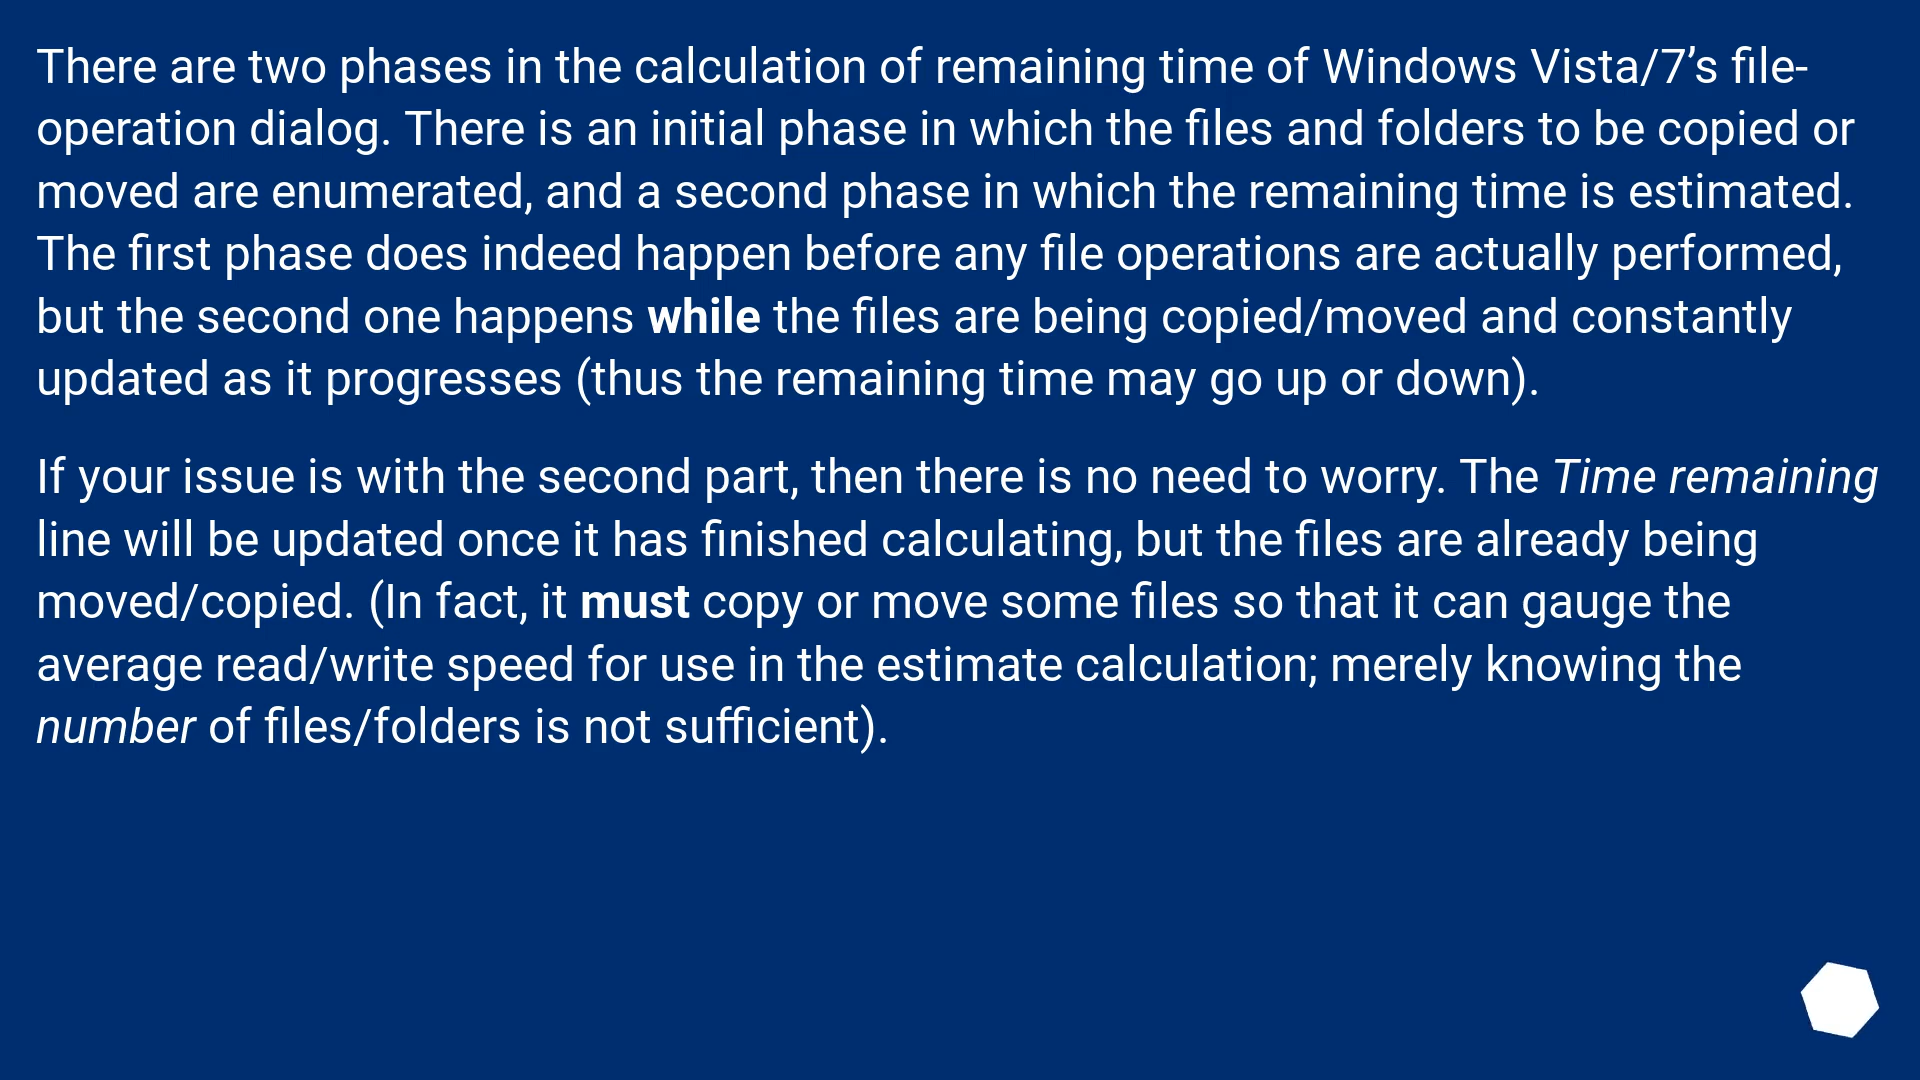 There are two phases in the calculation of remaining time of Windows Vista/7’s file-
operation dialog. There is an initial phase in which the files and folders to be copied or
moved are enumerated, and a second phase in which the remaining time is estimated.
The first phase does indeed happen before any file operations are actually performed,
but the second one happens while the files are being copied/moved and constantly
updated as it progresses (thus the remaining time may go up or down).
If your issue is with the second part, then there is no need to worry. The Time remaining
line will be updated once it has finished calculating, but the files are already being
moved/copied. (In fact, it must copy or move some files so that it can gauge the
average read/write speed for use in the estimate calculation; merely knowing the
number of files/folders is not sufficient).